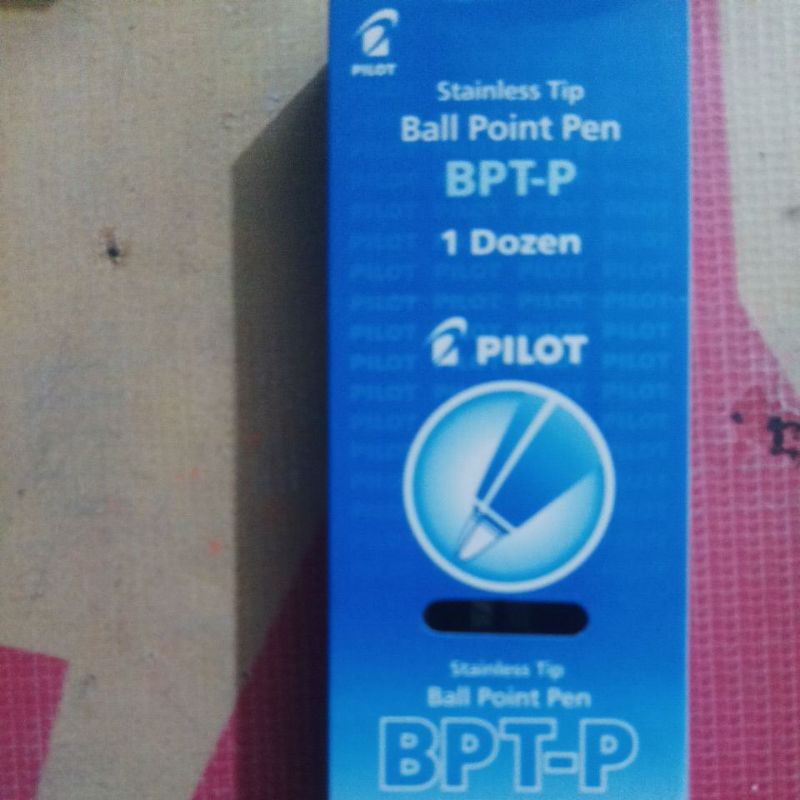 PILOT
Stainless Tip
Ball Point Pen
BPT-P
1 Dozen
PILOT
Stainless Tip
Ball Point Pen
BPT-P